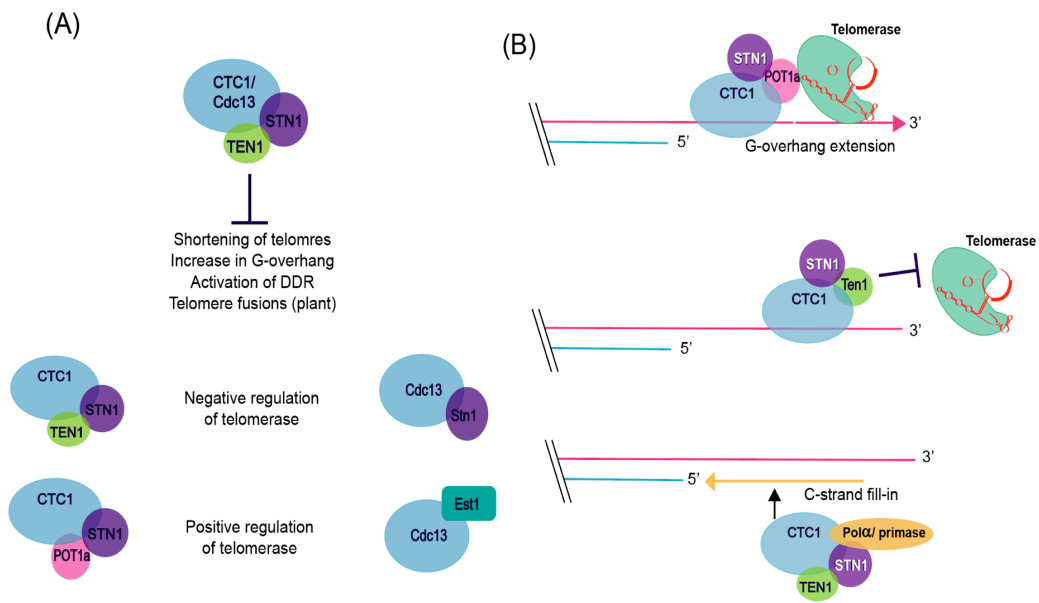 (A)
CTC1/
Cdc13
STN1
TEN1
Shortening of telomres
Increase in G-overhang
Activation of DDR
Telomere fusions (plant)
CTC1
STN1
TEN1
Negative regulation
of telomerase
Cdc13
Stn1
CTC1
STN1
POT1a
Positive regulation
of telomerase
Est1
Cdc13
(B)
Telomerase
STN1
POT1a
CTC1
3’
5’
G-overhang extension
Telomerase
STN1
Ten1
CTC1
3’
5’
3’
5’
C-strand fill-in
CTC1
Polα/ primase
STN1
TEN1